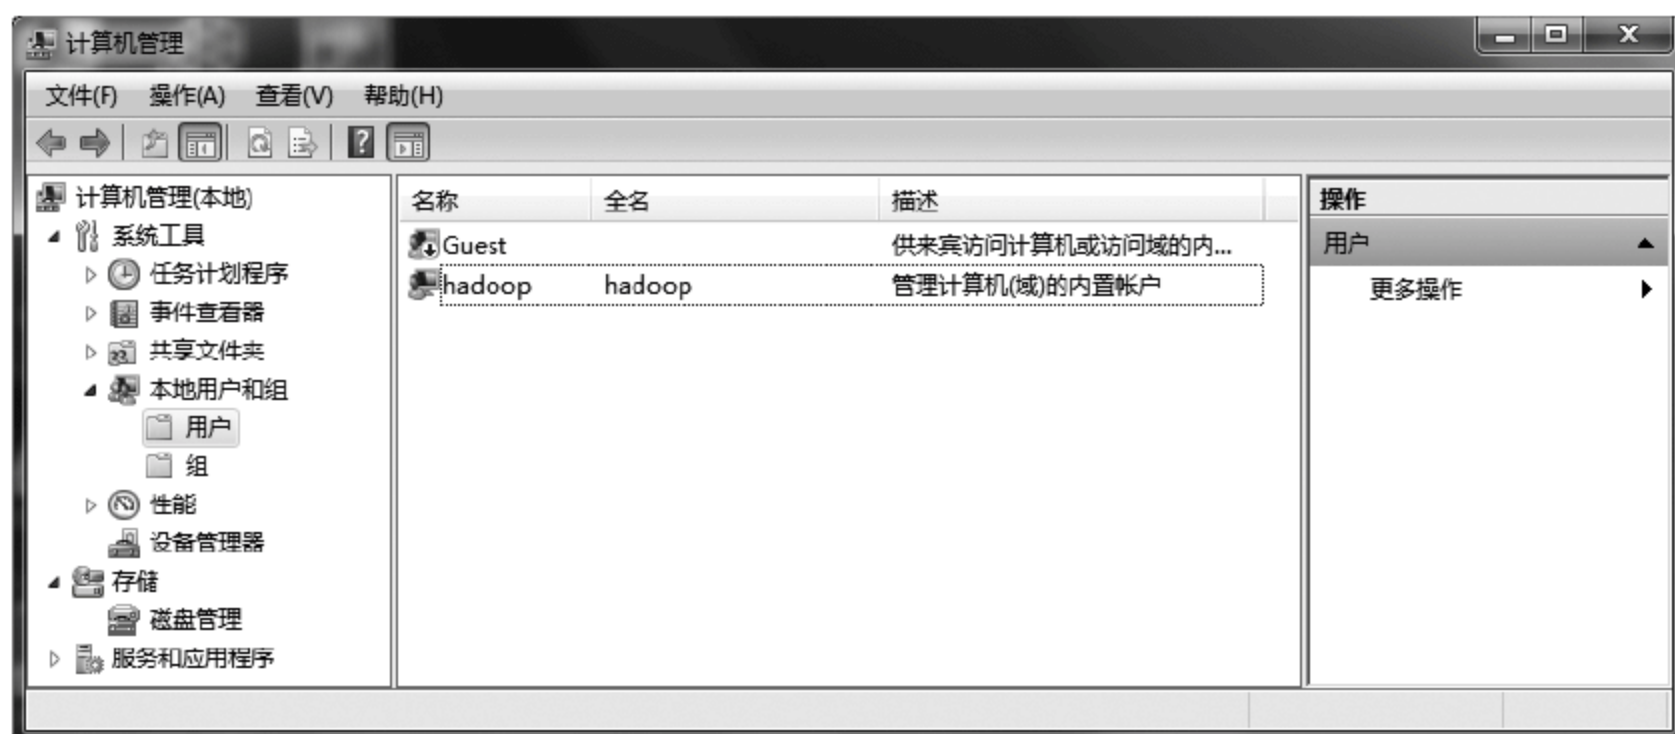 计算机管理
文件(F) 操作(A) 查看(V) 帮助(H)
计算机管理(本地)
系统工具
任务计划程序
事件查看器
共享文件夹
本地用户和组
用户
组
性能
设备管理器
存储
磁盘管理
服务和应用程序
名称 全名 描述
Guest 供来宾访问计算机或访问域的内...
hadoop hadoop 管理计算机(域)的内置帐户
操作
用户
更多操作